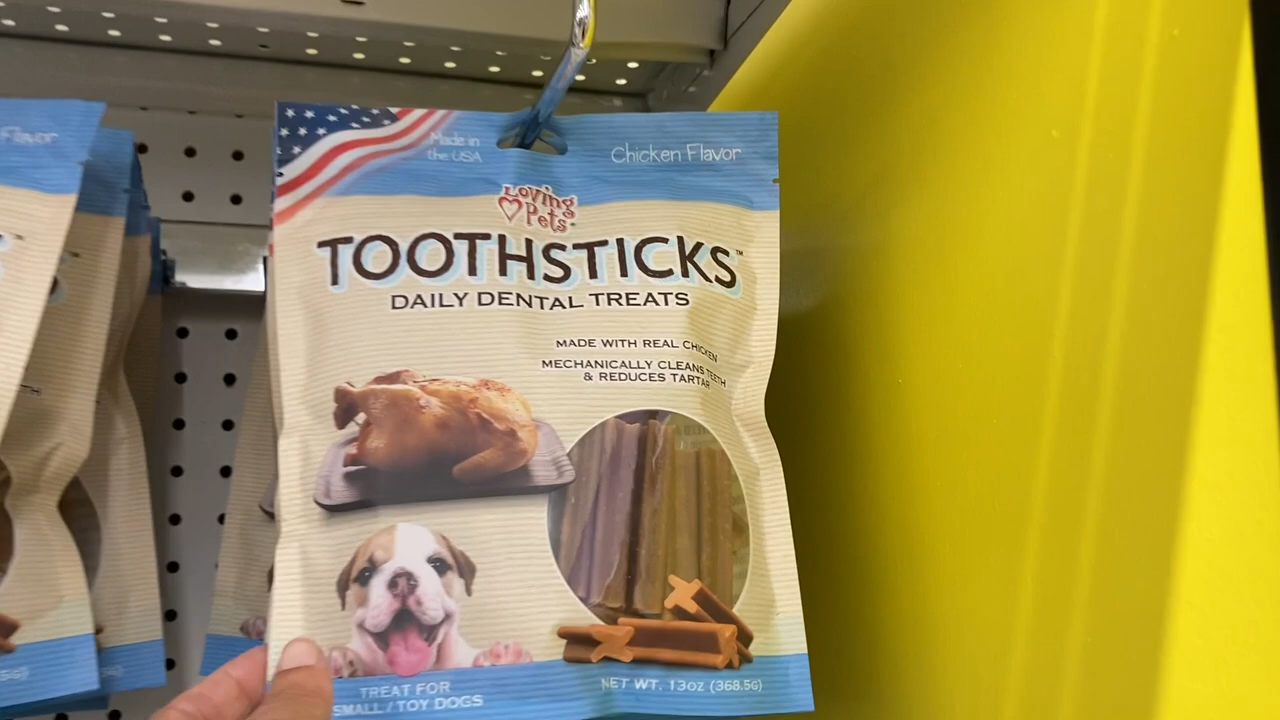 Flavor
Made in
the USA
Chicken Flavor
Loving
Pets
TOOTHSTICKS™
DAILY DENTAL TREATS
MADE WITH REAL CHICKEN
MECHANICALLY CLEANS TEETH
& REDUCES TARTAR
TREAT FOR
SMALL / TOY DOGS
NET WT. 13oz (368.5g)